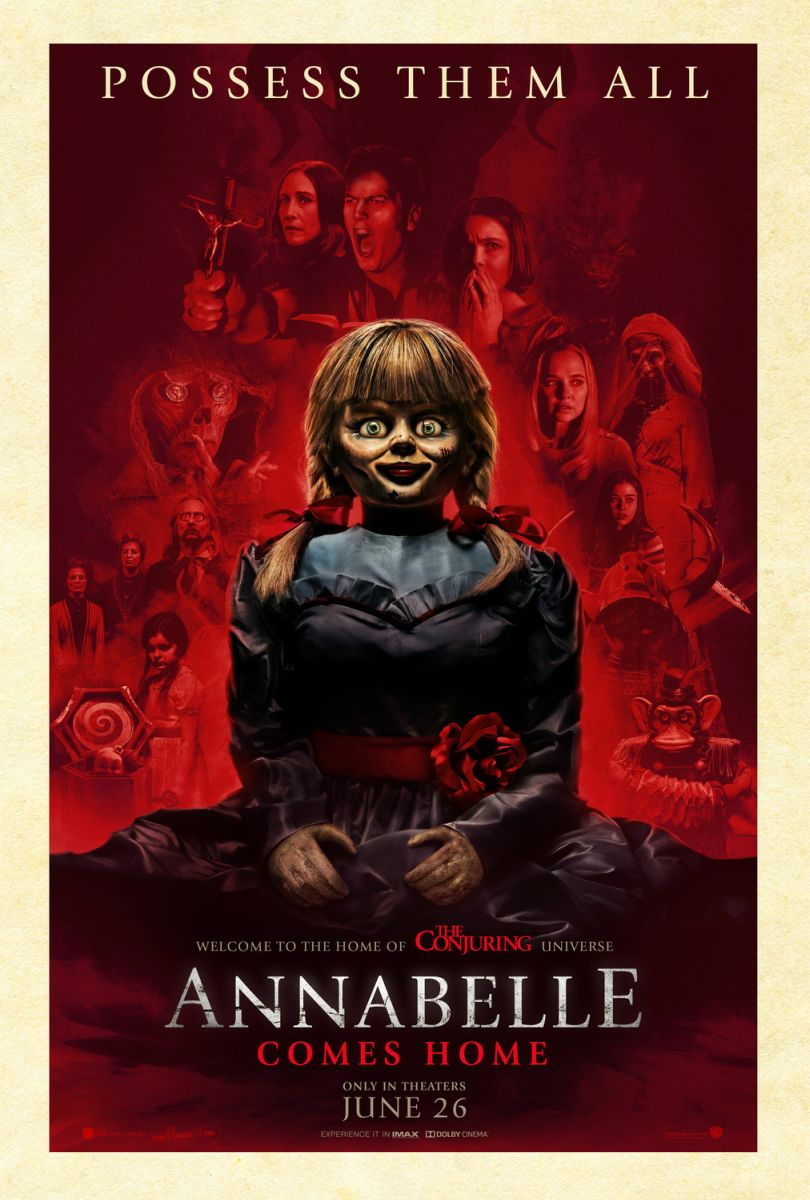 POSSESS THEM ALL
WELCOME TO THE HOME OF THE CONJURING UNIVERSE
ANNABELLE
COMES HOME
ONLY IN THEATERS
JUNE 26
EXPERIENCE IT IN IMAX DOLBY CINEMA